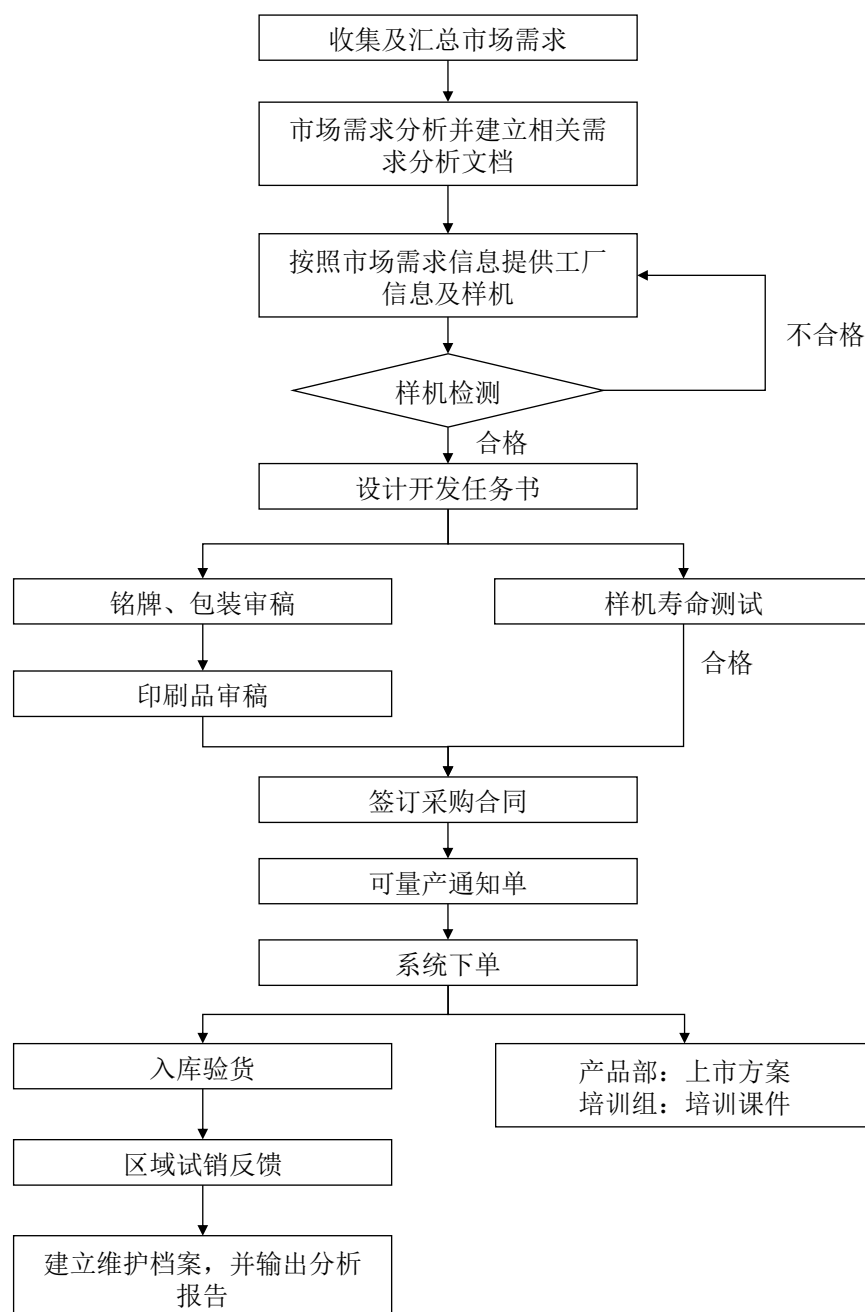 收集及汇总市场需求
市场需求分析并建立相关需
求分析文档
按照市场需求信息提供工厂
信息及样机
不合格
样机检测
合格
设计开发任务书
铭牌、包装审稿
样机寿命测试
合格
印刷品审稿
签订采购合同
可量产通知单
系统下单
入库验货
产品部：上市方案
培训组：培训课件
区域试销反馈
建立维护档案，并输出分析
报告